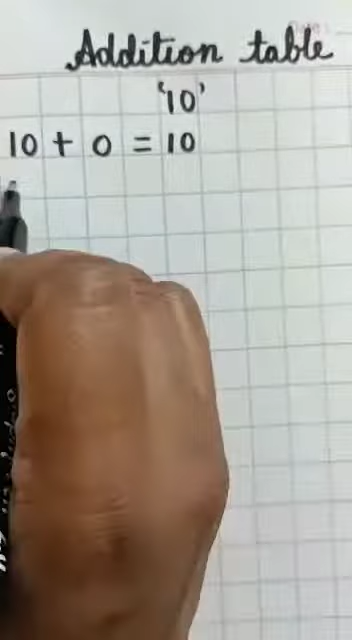 Addition table
'10'
10 + 0 = 10